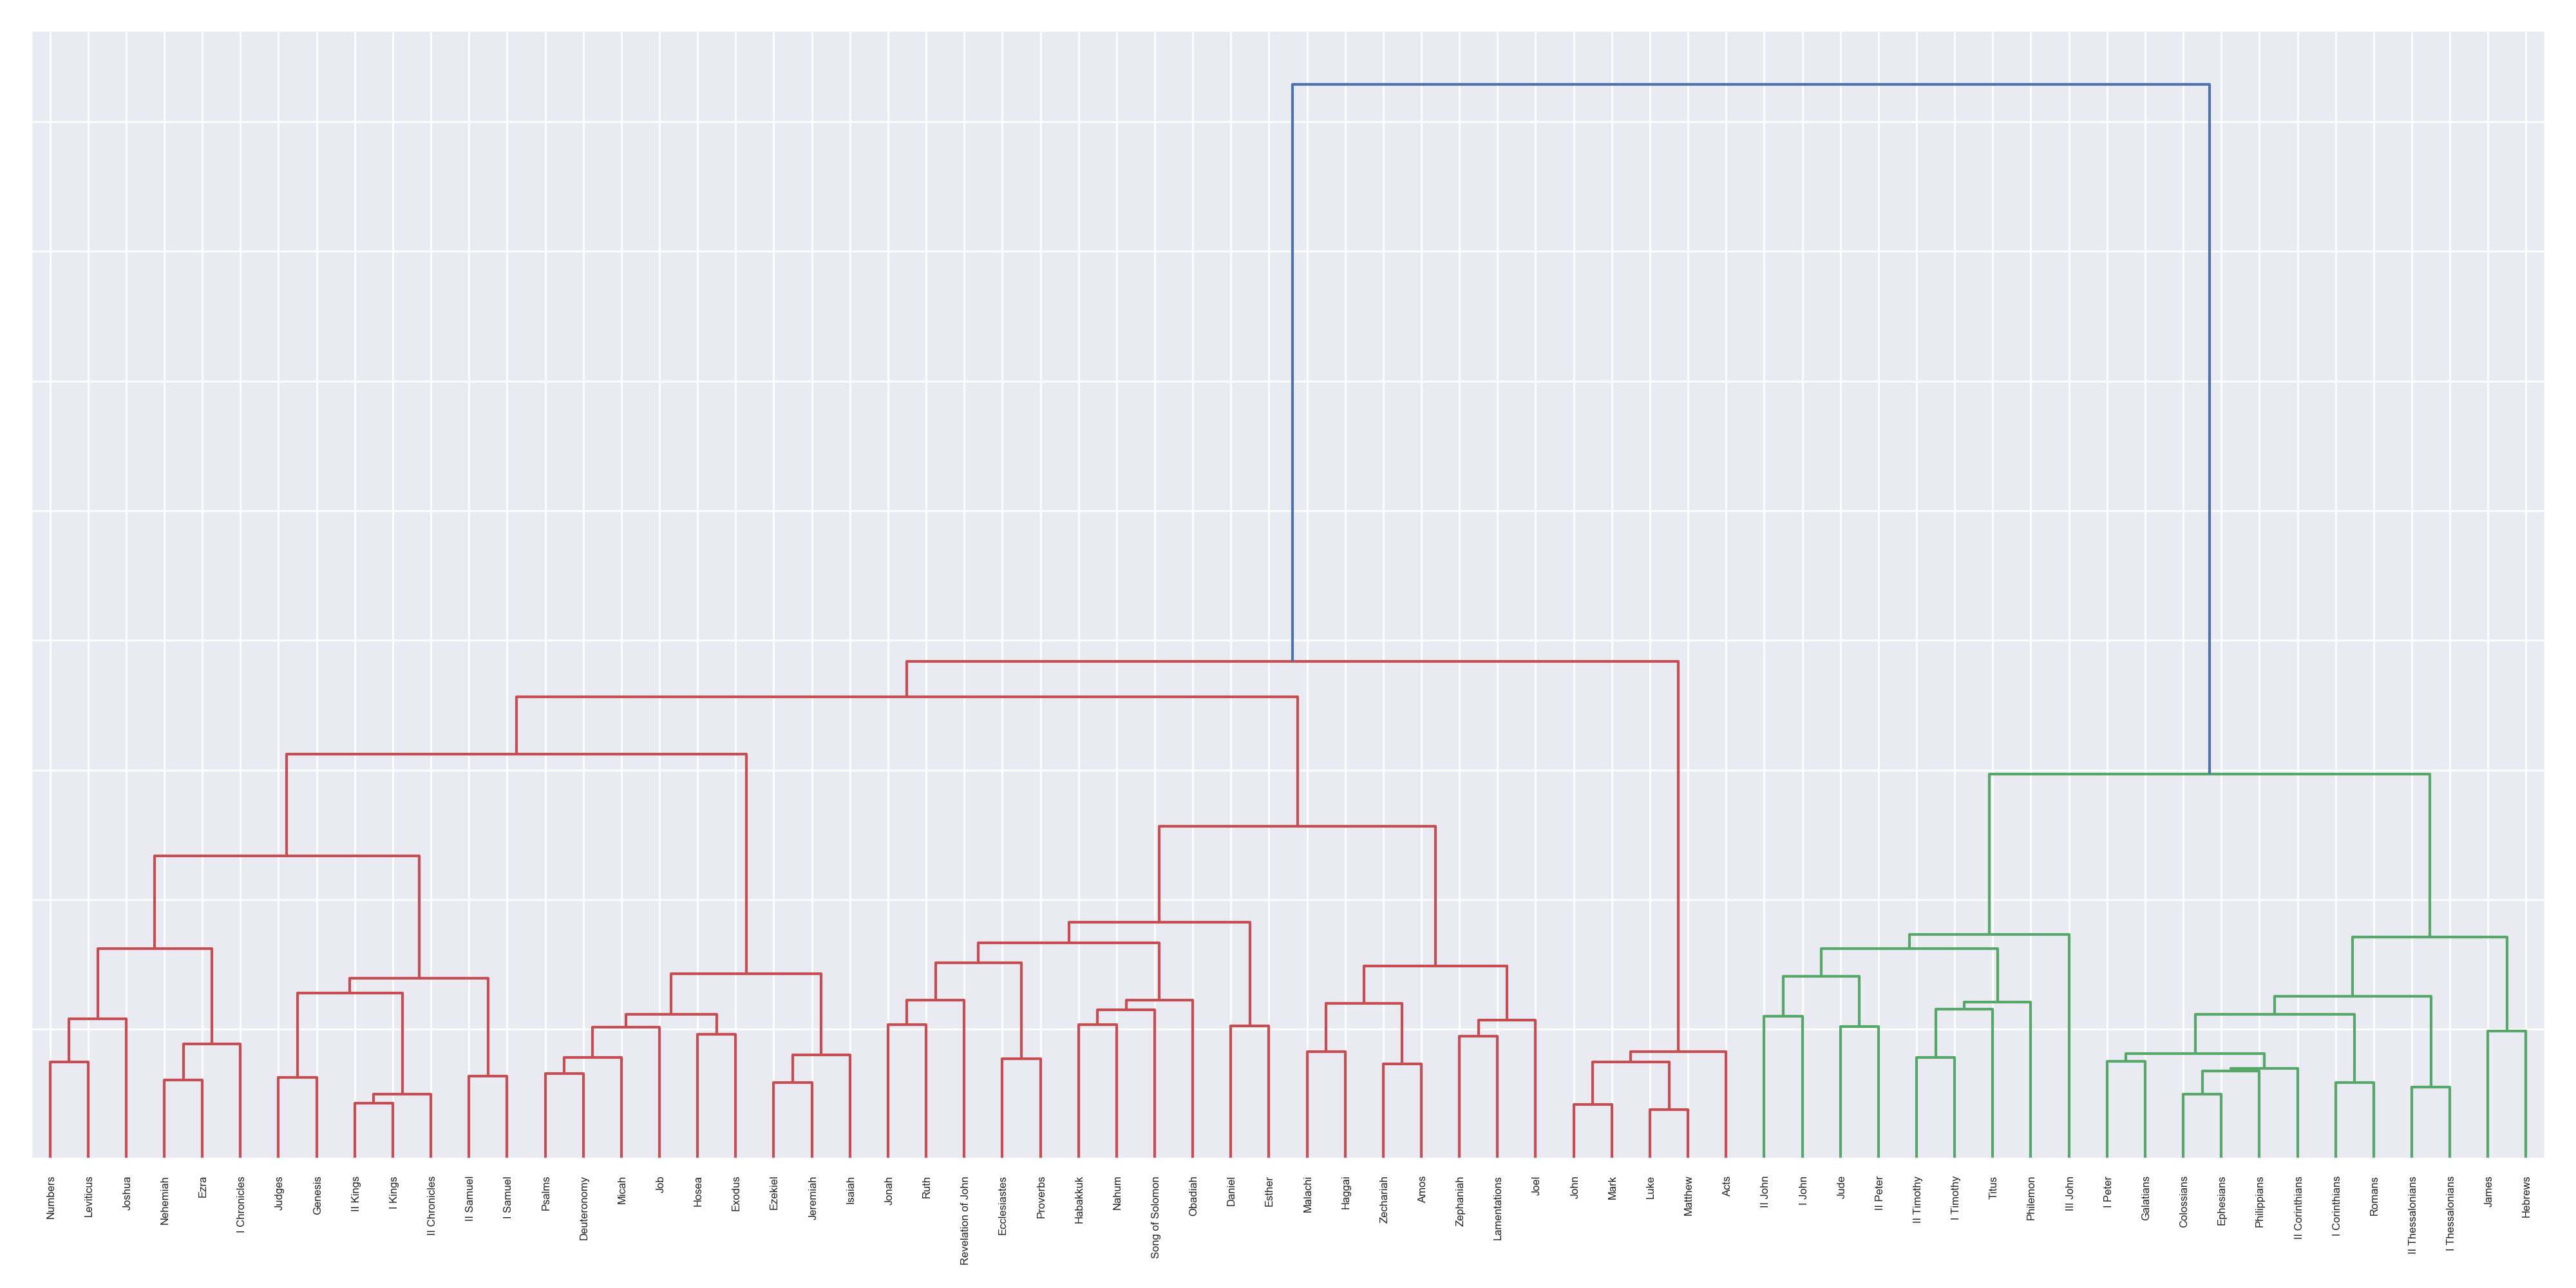 Numbers
Leviticus
Joshua
Nehemiah
Ezra
I Chronicles
Judges
Genesis
II Kings
I Kings
II Chronicles
II Samuel
I Samuel
Psalms
Deuteronomy
Micah
Job
Hosea
Exodus
Ezekiel
Jeremiah
Isaiah
Jonah
Ruth
Revelation of John
Ecclesiastes
Proverbs
Habakkuk
Nahum
Song of Solomon
Obadiah
Daniel
Esther
Malachi
Haggai
Zechariah
Amos
Zephaniah
Lamentations
Joel
John
Mark
Luke
Matthew
Acts
II John
I John
Jude
II Peter
II Timothy
I Timothy
Titus
Philemon
III John
I Peter
Galatians
Colossians
Ephesians
Philippians
II Corinthians
I Corinthians
Romans
II Thessalonians
I Thessalonians
James
Hebrews